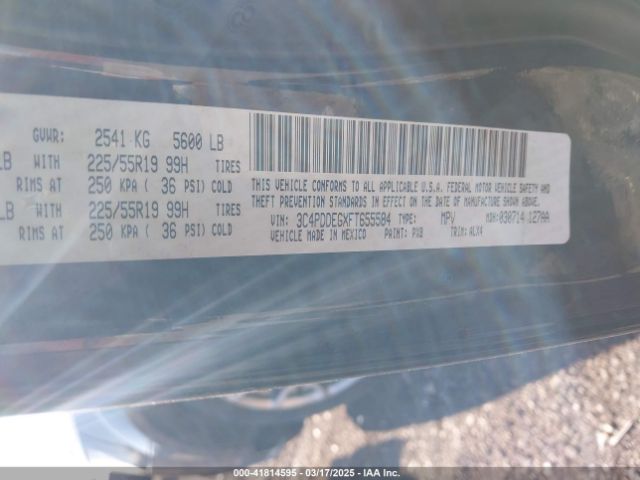 GVWR: 2541 KG 5600 LB
LB WITH 225/55R19 99H TIRES
RIMS AT 250 KPA ( 36 PSI) COLD
LB WITH 225/55R19 99H TIRES
RIMS AT 250 KPA ( 36 PSI) COLD
THIS VEHICLE CONFORMS TO ALL APPLICABLE U.S.A. FEDERAL MOTOR VEHICLE SAFETY AND
THEFT PREVENTION STANDARDS IN EFFECT ON THE DATE OF MANUFACTURE SHOWN ABOVE.
VIN: 3C4PDDEGXFT655504 TYPE: MPV MDH: 030714 127AA
VEHICLE MADE IN MEXICO PAINT: PXB TRIM: ALX4
000-41814595 - 03/17/2025 - IAA Inc.